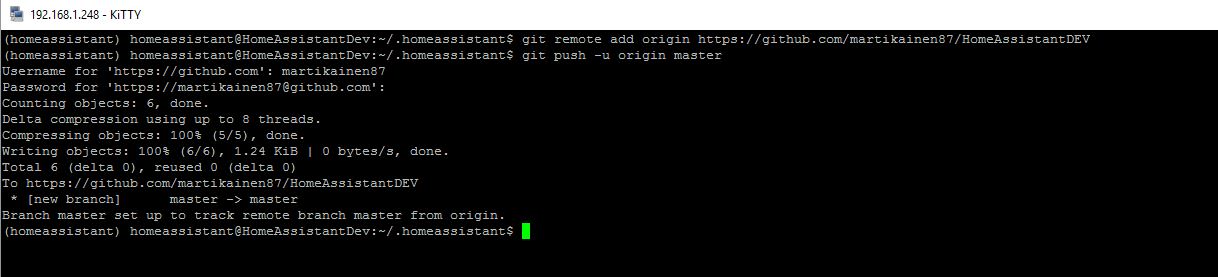 192.168.1.248 - KiTTY
(homeassistant) homeassistant@HomeAssistantDev:~/.homeassistant$ git remote add origin https://github.com/martikainen87/HomeAssistantDEV
(homeassistant) homeassistant@HomeAssistantDev:~/.homeassistant$ git push -u origin master
Username for 'https://github.com': martikainen87
Password for 'https://martikainen87@github.com':
Counting objects: 6, done.
Delta compression using up to 8 threads.
Compressing objects: 100% (5/5), done.
Writing objects: 100% (6/6), 1.24 KiB | 0 bytes/s, done.
Total 6 (delta 0), reused 0 (delta 0)
To https://github.com/martikainen87/HomeAssistantDEV
 * [new branch]      master -> master
Branch master set up to track remote branch master from origin.
(homeassistant) homeassistant@HomeAssistantDev:~/.homeassistant$